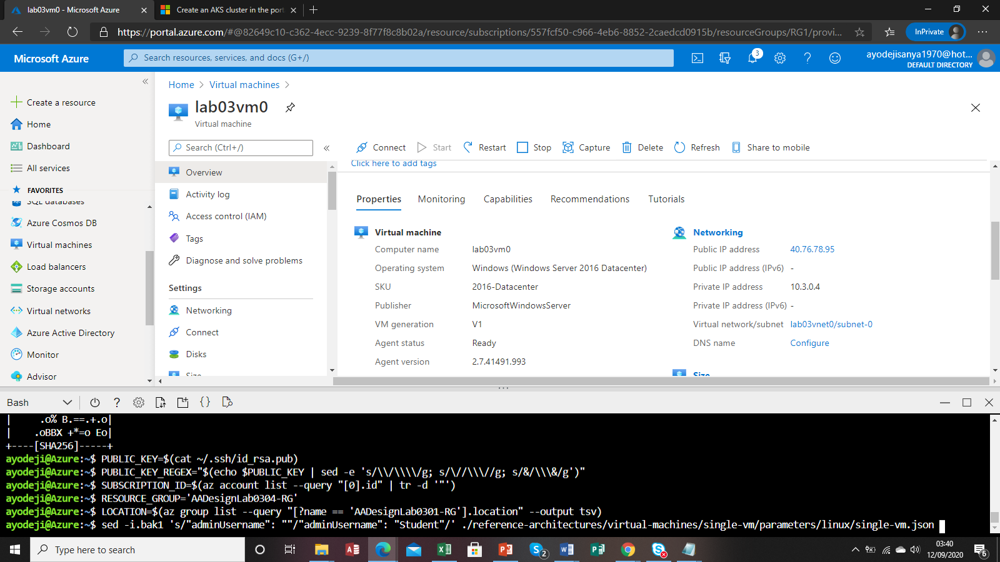 lab03vm0 - Microsoft Azure
Create an AKS cluster in the port
https://portal.azure.com/#@82649c10-c362-4ecc-9239-8f77f8c8b02a/resource/subscriptions/557fcf50-c966-4eb6-8852-2caedcd0915b/resourceGroups/RG1/provi...
InPrivate
Microsoft Azure
Search resources, services, and docs (G+/)
3
ayodejisanya1970@hot...
DEFAULT DIRECTORY
Create a resource
Home
Dashboard
All services
FAVORITES
SQL databases
Azure Cosmos DB
Virtual machines
Load balancers
Storage accounts
Virtual networks
Azure Active Directory
Monitor
Advisor
Home > Virtual machines >
lab03vm0
Virtual machine
Search (Ctrl+/)
Connect Start Restart Stop Capture Delete Refresh Share to mobile
Overview
Activity log
Access control (IAM)
Tags
Diagnose and solve problems
Settings
Networking
Connect
Disks
Size
Click here to add tags
Properties Monitoring Capabilities Recommendations Tutorials
Virtual machine
Computer name lab03vm0
Operating system Windows (Windows Server 2016 Datacenter)
SKU 2016-Datacenter
Publisher MicrosoftWindowsServer
VM generation V1
Agent status Ready
Agent version 2.7.41491.993
Networking
Public IP address 40.76.78.95
Public IP address (IPv6) -
Private IP address 10.3.0.4
Private IP address (IPv6) -
Virtual network/subnet lab03vnet0/subnet-0
DNS name Configure
Size
Bash
| .o% B.==.+.o|
| .oBBX +*=o Eo|
+----[SHA256]-----+
ayodeji@Azure:~$ PUBLIC_KEY=$(cat ~/.ssh/id_rsa.pub)
ayodeji@Azure:~$ PUBLIC_KEY_REGEX="$(echo $PUBLIC_KEY | sed -e 's/\\/\\\\/g; s/\//\\\//g; s/&/\\\&/g')"
ayodeji@Azure:~$ SUBSCRIPTION_ID=$(az account list --query "[0].id" | tr -d '"')
ayodeji@Azure:~$ RESOURCE_GROUP='AADesignLab0304-RG'
ayodeji@Azure:~$ LOCATION=$(az group list --query "[?name == 'AADesignLab0301-RG'].location" --output tsv)
ayodeji@Azure:~$ sed -i.bak1 's/"adminUsername": ""/"adminUsername": "Student"/' ./reference-architectures/virtual-machines/single-vm/parameters/linux/single-vm.json
Type here to search
2
03:40
12/09/2020
6